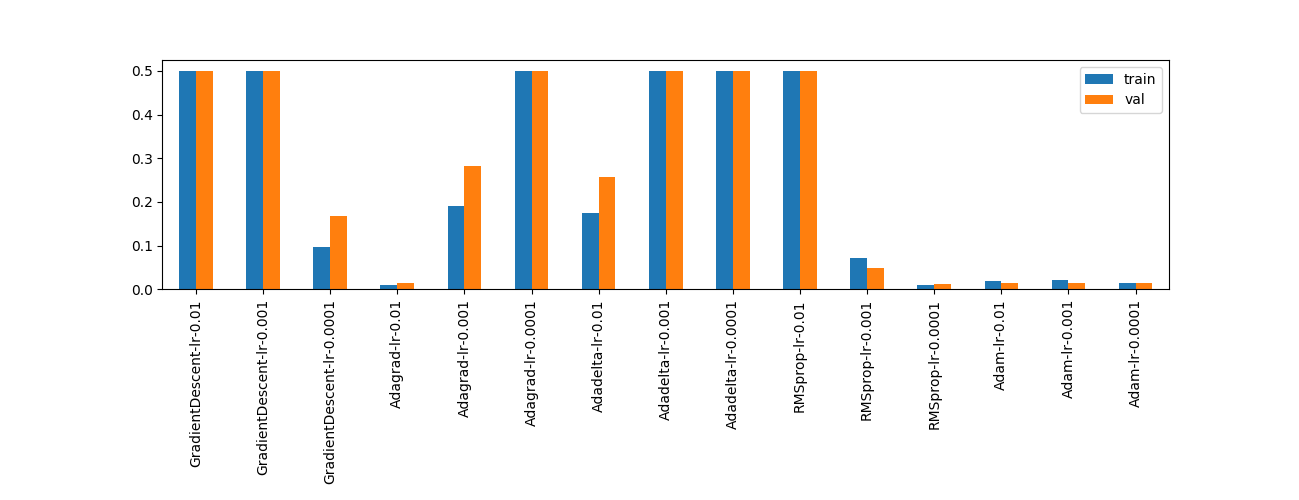 0.5
0.4
0.3
0.2
0.1
0.0
train
val
GradientDescent-lr-0.01
GradientDescent-lr-0.001
GradientDescent-lr-0.0001
Adagrad-lr-0.01
Adagrad-lr-0.001
Adagrad-lr-0.0001
Adadelta-lr-0.01
Adadelta-lr-0.001
Adadelta-lr-0.0001
RMSprop-lr-0.01
RMSprop-lr-0.001
RMSprop-lr-0.0001
Adam-lr-0.01
Adam-lr-0.001
Adam-lr-0.0001